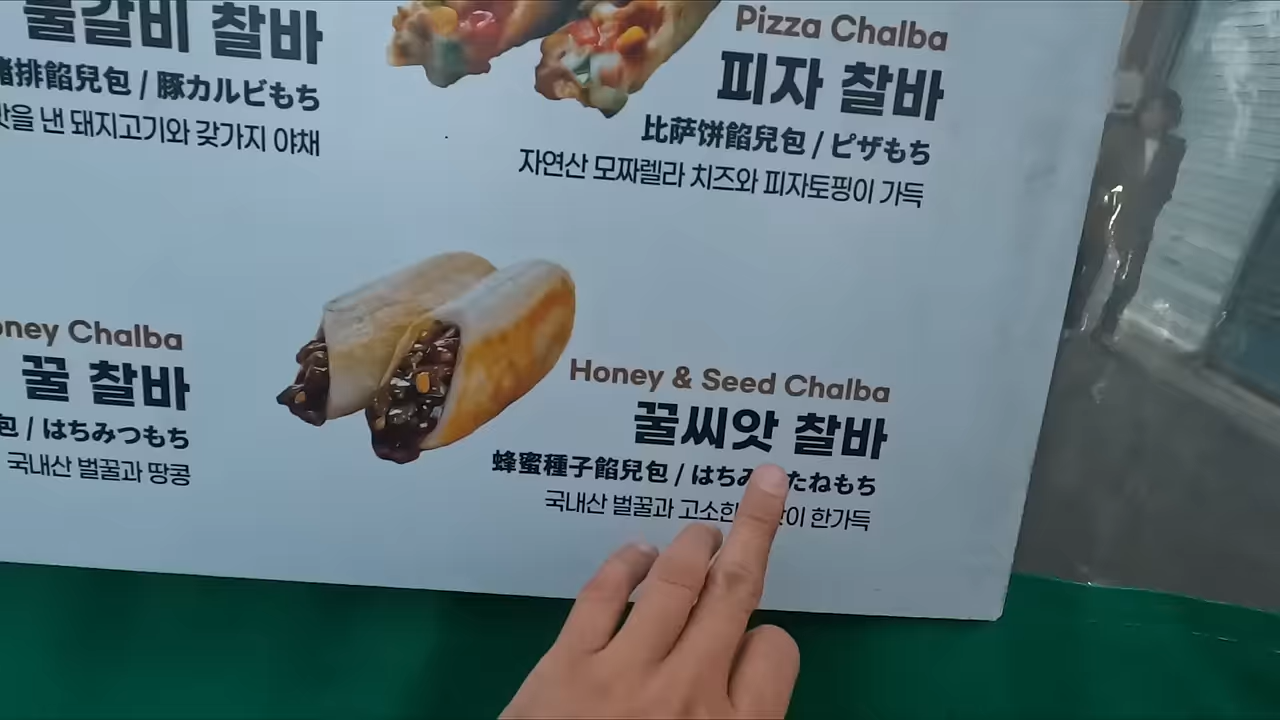 불갈비 찰바
豬排餡兒包 / 豚カルビもち
맛을 낸 돼지고기와 갖가지 야채
Pizza Chalba
피자 찰바
比萨饼餡兒包 / ピザもち
자연산 모짜렐라 치즈와 피자토핑이 가득
Honey Chalba
꿀 찰바
包 / はちみつもち
국내산 벌꿀과 땅콩
Honey & Seed Chalba
꿀씨앗 찰바
蜂蜜種子餡兒包 / はちみ たねもち
국내산 벌꿀과 고소한 한가득